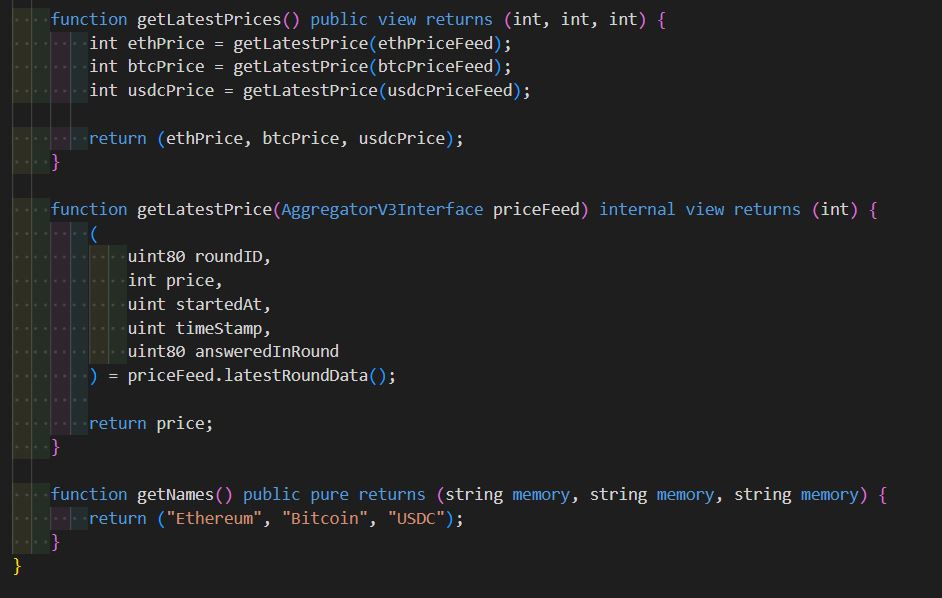 function getLatestPrices() public view returns (int, int, int) {
int ethPrice = getLatestPrice(ethPriceFeed);
int btcPrice = getLatestPrice(btcPriceFeed);
int usdcPrice = getLatestPrice(usdcPriceFeed);
return (ethPrice, btcPrice, usdcPrice);
}
function getLatestPrice(AggregatorV3Interface priceFeed) internal view returns (int) {
(
uint80 roundID,
int price,
uint startedAt,
uint timeStamp,
uint80 answeredInRound
) = priceFeed.latestRoundData();
return price;
}
function getNames() public pure returns (string memory, string memory, string memory) {
return ("Ethereum", "Bitcoin", "USDC");
}
}